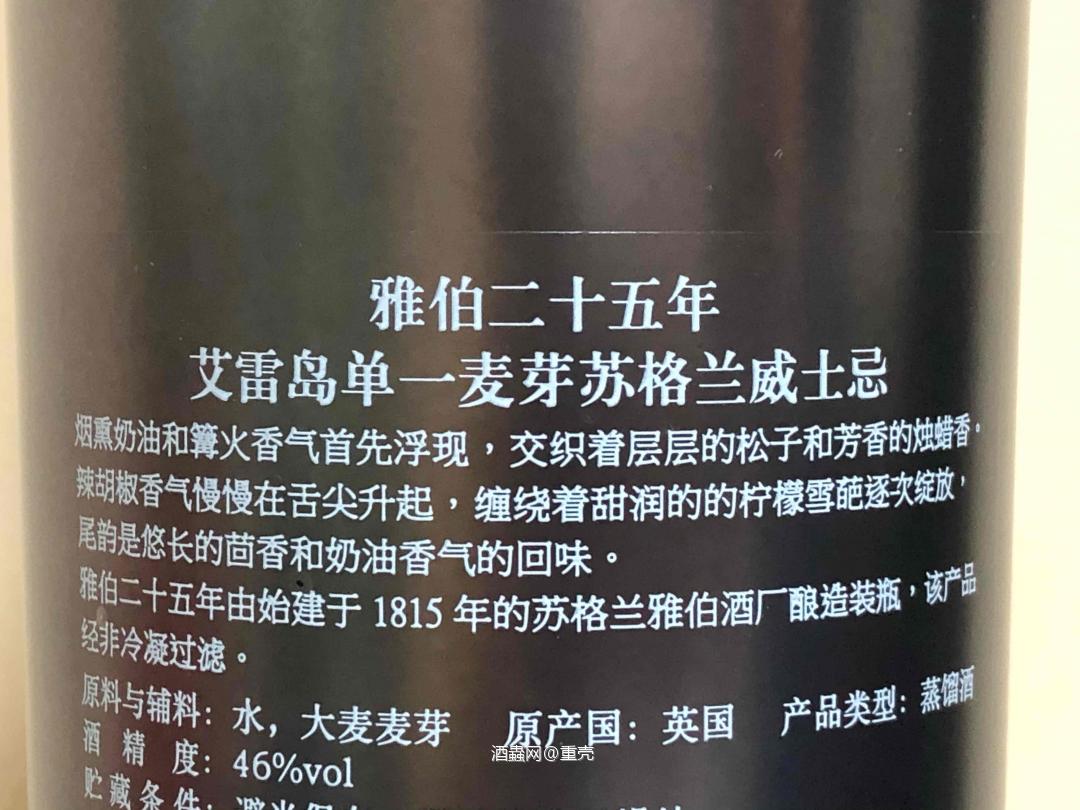 雅伯二十五年
艾雷岛单一麦芽苏格兰威士忌
烟熏奶油和篝火香气首先浮现，交织着层层的松子和芳香的烛蜡香。
辣胡椒香气慢慢在舌尖升起，缠绕着甜润的的柠檬雪葩逐次绽放，
尾韵是悠长的茴香和奶油香气的回味。
雅伯二十五年由始建于 1815 年的苏格兰雅伯酒厂酿造装瓶，该产品
经非冷凝过滤。
原料与辅料：水，大麦麦芽 原产国：英国 产品类型：蒸馏酒
酒精度：46%vol
贮藏条件：
酒蟲网@重壳